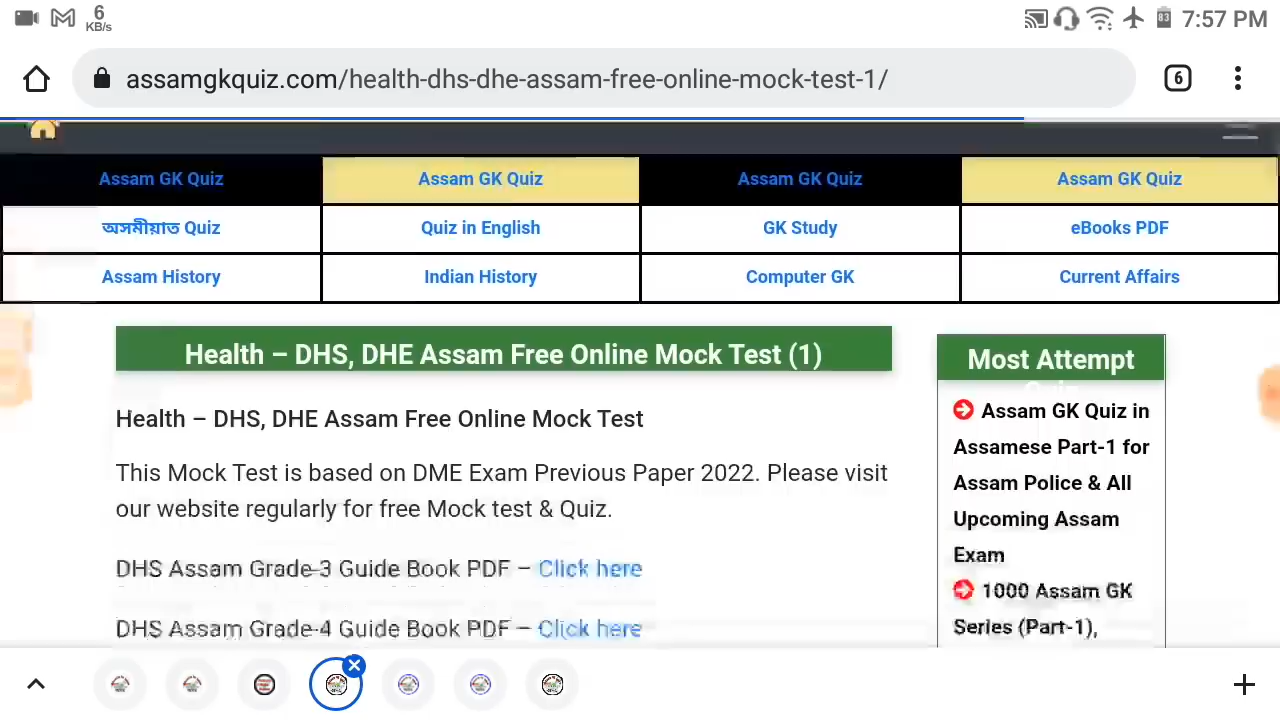 6
KB/s
83
7:57 PM
assamgkquiz.com/health-dhs-dhe-assam-free-online-mock-test-1/
6
Assam GK Quiz Assam GK Quiz Assam GK Quiz Assam GK Quiz
অসমীয়াত Quiz Quiz in English GK Study eBooks PDF
Assam History Indian History Computer GK Current Affairs
Health – DHS, DHE Assam Free Online Mock Test (1)
Health – DHS, DHE Assam Free Online Mock Test
This Mock Test is based on DME Exam Previous Paper 2022. Please visit
our website regularly for free Mock test & Quiz.
DHS Assam Grade-3 Guide Book PDF – Click here
DHS Assam Grade-4 Guide Book PDF – Click here
Most Attempt
Assam GK Quiz in
Assamese Part-1 for
Assam Police & All
Upcoming Assam
Exam
1000 Assam GK
Series (Part-1),